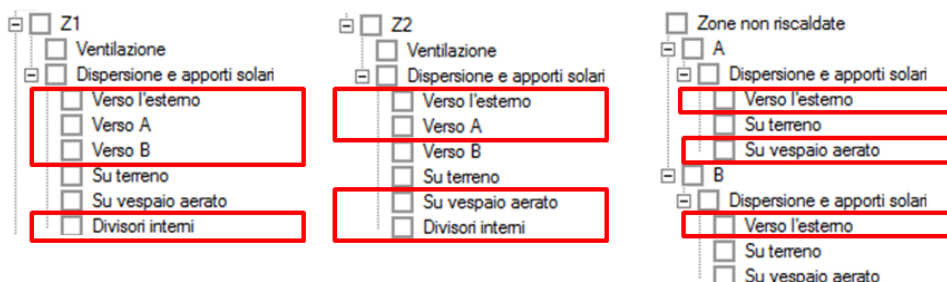 Z1
Ventilazione
Dispersione e apporti solari
Verso l'esterno
Verso A
Verso B
Su terreno
Su vespaio aerato
Divisori interni
Z2
Ventilazione
Dispersione e apporti solari
Verso l'esterno
Verso A
Verso B
Su terreno
Su vespaio aerato
Divisori interni
Zone non riscaldate
A
Dispersione e apporti solari
Verso l'esterno
Su terreno
Su vespaio aerato
B
Dispersione e apporti solari
Verso l'esterno
Su terreno
Su vespaio aerato